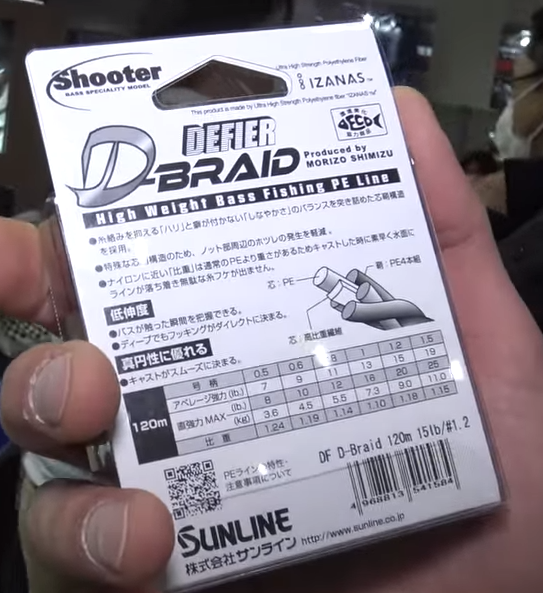 Shooter
BASS SPECIALITY MODEL
Ultra High Strength Polyethylene Fiber
IZANAS™
This product is made by Ultra High Strength Polyethylene fiber "IZANAS™"
DEFIER
D-BRAID
Produced by
MORIZO SHIMIZU
High Weight Bass Fishing PE Line
●糸絡みを抑える「ハリ」と癖が付かない「しなやかさ」のバランスを突き詰めた芯鞘構造
を採用。
●特殊な芯鞘構造のため、ノット部周辺のホツレの発生を軽減。
●ナイロンに近い「比重」は通常のPEより重さがあるためキャストした時に素早く水面に
ラインが落ち着き無駄な糸フケが出ません。
低伸度
●バスが触った瞬間を把握できる。
●ディープでもフッキングがダイレクトに決まる。
真円性に優れる
●キャストがスムーズに決まる。
芯:PE
鞘:PE4本組
芯:高比重繊維
120m
号柄 0.5 0.6 .8 1 1.2 1.5
アベレージ強力(lb.) 7 9 11 13 15 19
直強力MAX (lb.) 8 10 12 16 20 25
(kg) 3.6 4.5 5.5 7.3 9.0 11.0
比重 1.24 1.19 1.14 1.10 1.18 1.15
PEラインの特性・
注意事項について
DF D-Braid 120m 15lb/#1.2
4 968813 541584
SUNLINE
株式会社サンライン http://www.sunline.co.jp